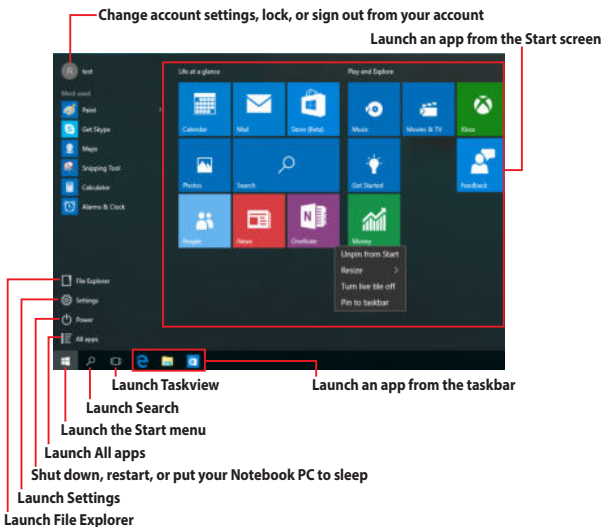 Change account settings, lock, or sign out from your account
Launch an app from the Start screen
test
Life at a glance
Play and Explore
Most used
Paint
Get Skype
Maps
Snipping Tool
Calculator
Alarms & Clock
Calendar
Mail
Store (Beta)
Music
Movies & TV
Xbox
Photos
Search
Get Started
Feedback
People
News
OneNote
Money
Unpin from Start
Resize
Turn live tile off
Pin to taskbar
File Explorer
Settings
Power
All apps
Launch Taskview
Launch an app from the taskbar
Launch Search
Launch the Start menu
Launch All apps
Shut down, restart, or put your Notebook PC to sleep
Launch Settings
Launch File Explorer